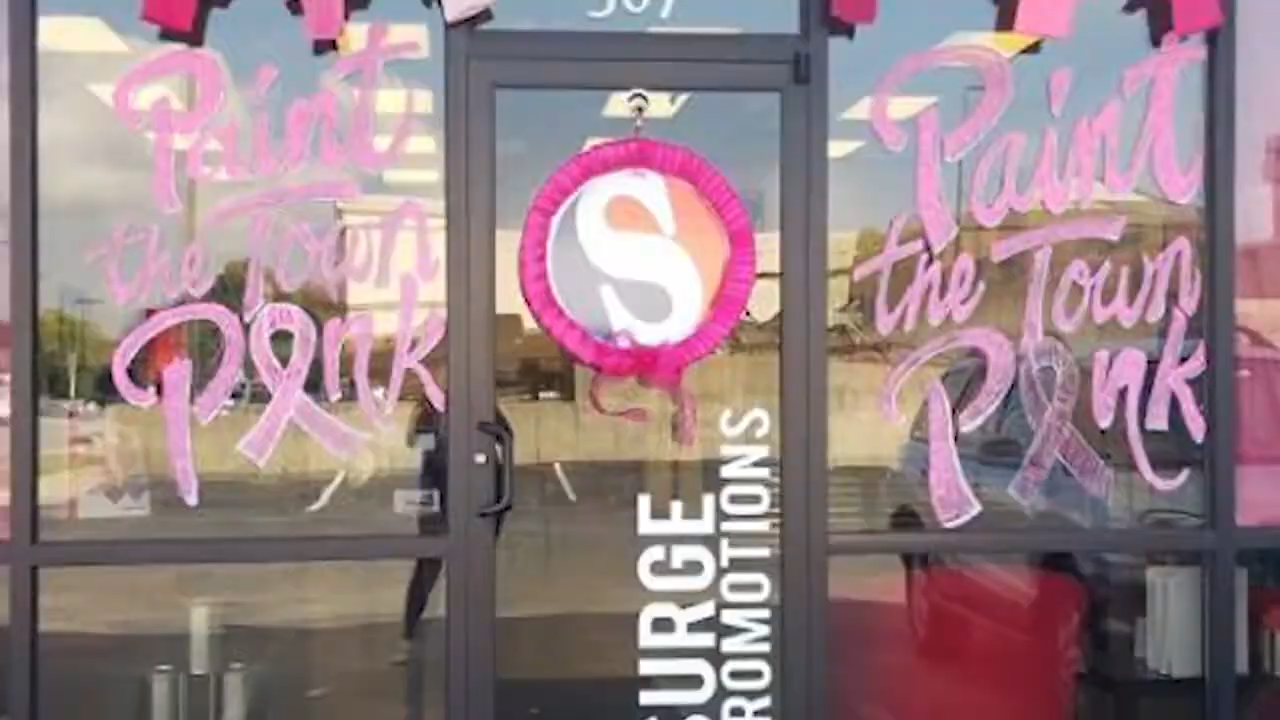 Paint
the Town
Pink
S
SURGE
PROMOTIONS
Paint
the Town
Pink